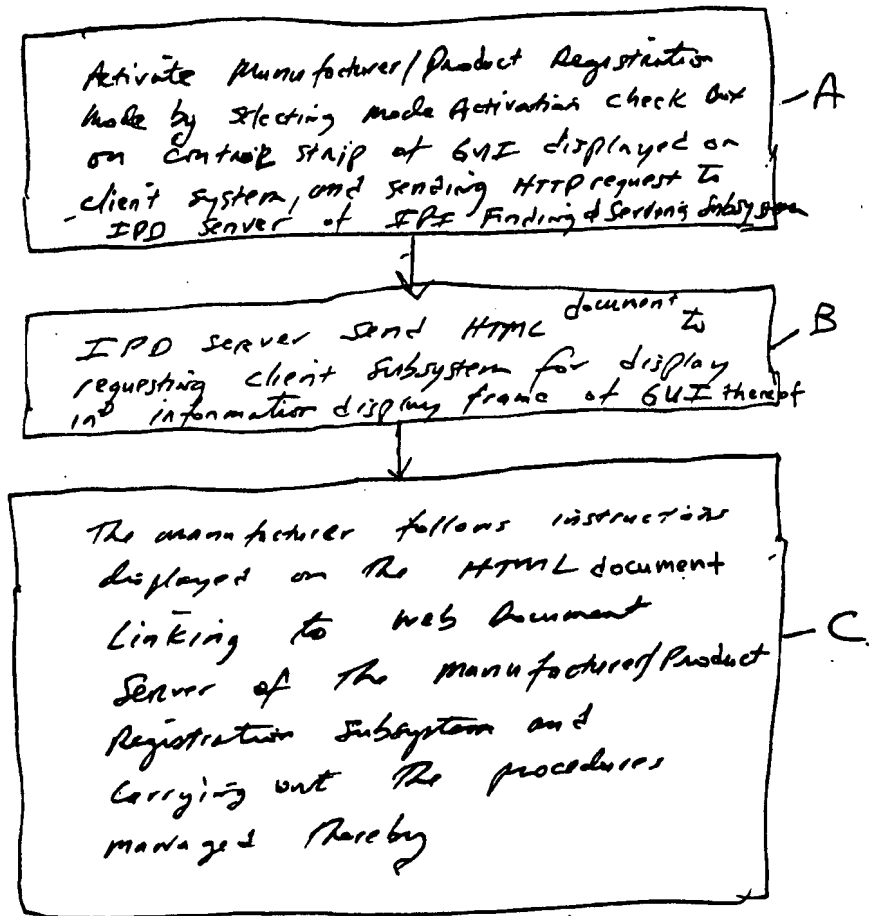 Activate Manufacturer/Product Registration
Mode by selecting Mode Activation check Box
on control strip of GUI displayed on
client system, and sending HTTP request to
IPD server of IPI Finding & Serving Subsystem
A
IPD server send HTML document to
requesting client subsystem for display
in information display frame of GUI thereof
B
The manufacturer follows instructions
displayed on the HTML document
Linking to web Document
Server of the Manufacturer/Product
Registration Subsystem and
Carrying out the procedures
managed thereby
C